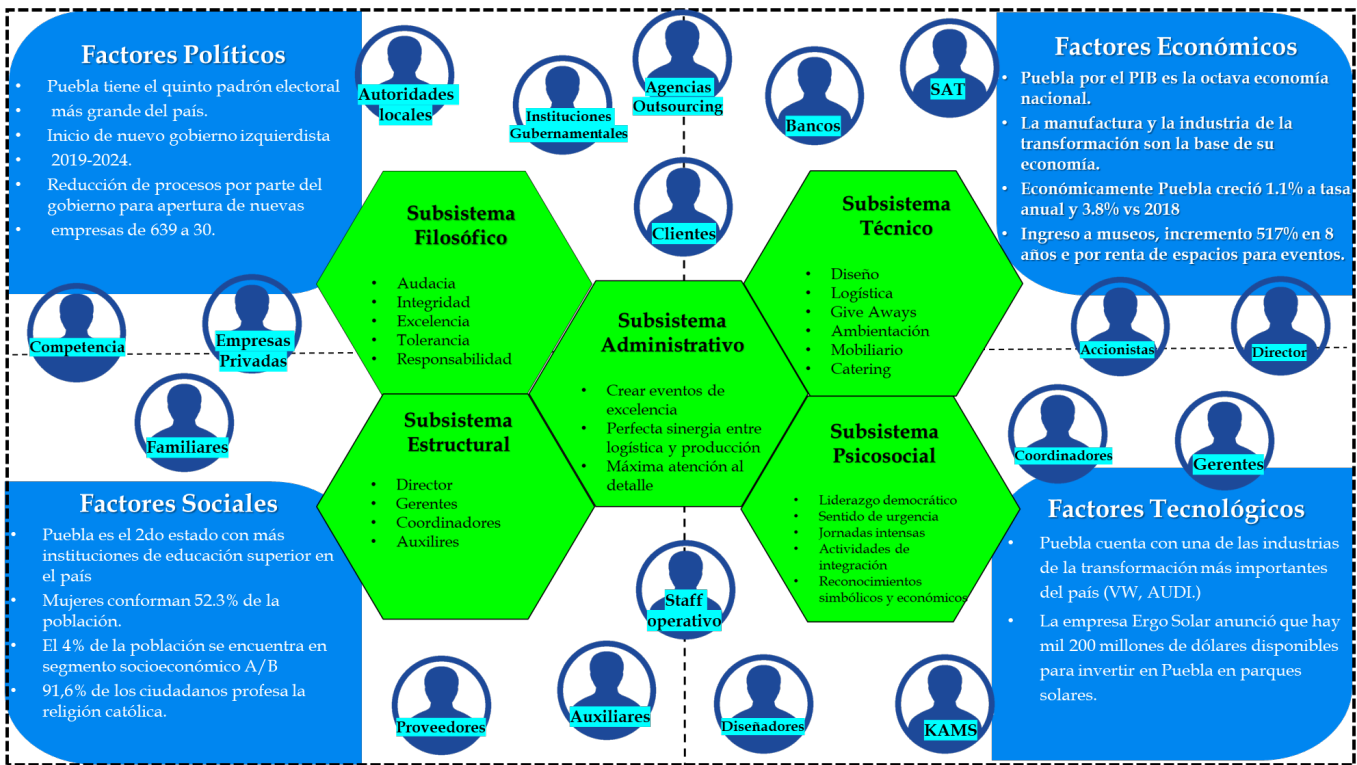 Factores Políticos
Puebla tiene el quinto padrón electoral
más grande del país.
Inicio de nuevo gobierno izquierdista
2019-2024.
Reducción de procesos por parte del
gobierno para apertura de nuevas
empresas de 639 a 30.
Autoridades
locales
Instituciones
Gubernamentales
Agencias
Outsourcing
Bancos
SAT
Clientes
Factores Económicos
Puebla por el PIB es la octava economía
nacional.
La manufactura y la industria de la
transformación son la base de su
economía.
Económicamente Puebla creció 1.1% a tasa
anual y 3.8% vs 2018
Ingreso a museos, incremento 517% en 8
años e por renta de espacios para eventos.
Subsistema
Filosófico
Audacia
Integridad
Excelencia
Tolerancia
Responsabilidad
Subsistema
Técnico
Diseño
Logística
Give Aways
Ambientación
Mobiliario
Catering
Subsistema
Administrativo
Crear eventos de
excelencia
Perfecta sinergia entre
logística y producción
Máxima atención al
detalle
Competencia
Empresas
Privadas
Familiares
Accionistas
Director
Coordinadores
Gerentes
Subsistema
Estructural
Director
Gerentes
Coordinadores
Auxilires
Subsistema
Psicosocial
Liderazgo democrático
Sentido de urgencia
Jornadas intensas
Actividades de
integración
Reconocimientos
simbólicos y económicos
Factores Sociales
Puebla es el 2do estado con más
instituciones de educación superior en
el país
Mujeres conforman 52.3% de la
población.
El 4% de la población se encuentra en
segmento socioeconómico A/B
91,6% de los ciudadanos profesa la
religión católica.
Staff
operativo
Proveedores
Auxiliares
Diseñadores
KAMS
Factores Tecnológicos
Puebla cuenta con una de las industrias
de la transformación más importantes
del país (VW, AUDI.)
La empresa Ergo Solar anunció que hay
mil 200 millones de dólares disponibles
para invertir en Puebla en parques
solares.